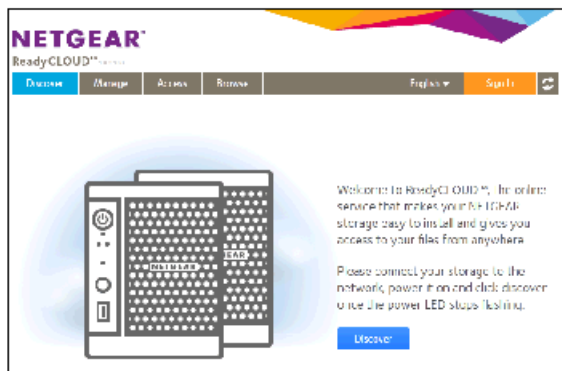 NETGEAR®
ReadyCLOUD™
Discover Manage Access Browse English Sign In
Welcome to ReadyCLOUD™, the online
service that makes your NETGEAR
storage easy to install and gives you
access to your files from anywhere
Please connect your storage to the
network, power it on and click discover
once the power LED stops flashing.
NETGEAR
EAR
Discover